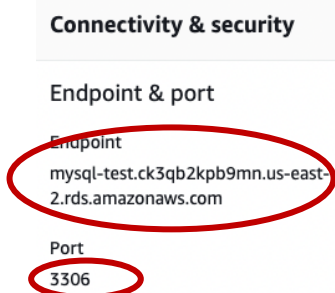 Connectivity & security
Endpoint & port
Endpoint
mysql-test.ck3qb2kpb9mn.us-east-
2.rds.amazonaws.com
Port
3306